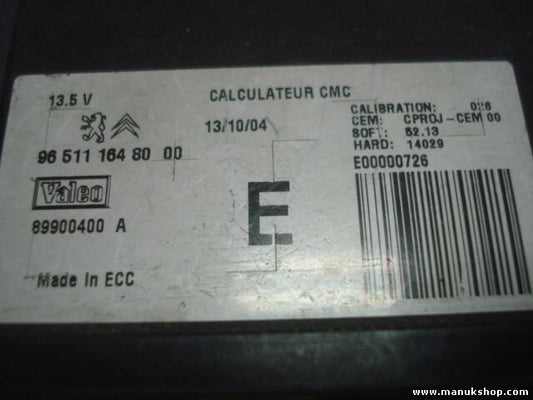 13.5 V
CALCULATEUR CMC
13/10/04
96 511 164 80 00
Valeo
89900400 A
Made in ECC
E
CALIBRATION:
CEM: CPROJ-CEM 00
SOFT: 52.13
HARD: 14029
E00000726
www.manukshop.com